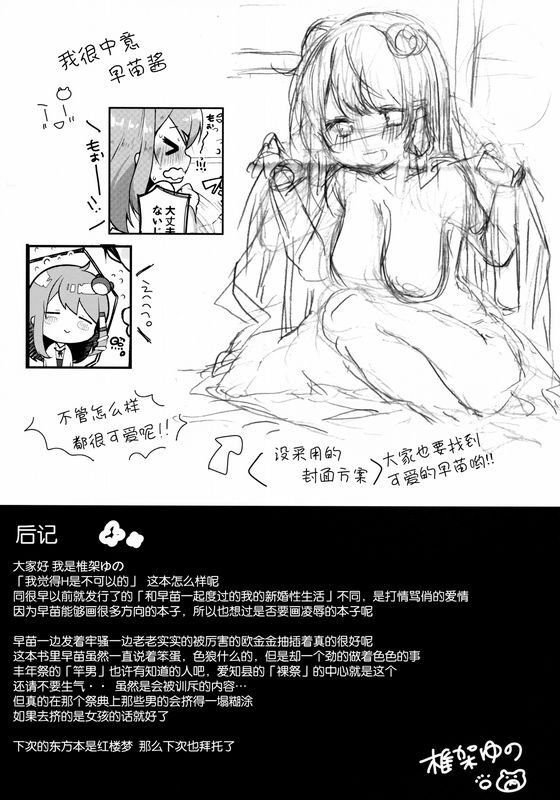 我很中意
早苗酱
もぉー!!
大丈夫
ないじ
もぉー
不管怎么样
都很可爱呢!!
没采用的
封面方案
大家也要找到
可爱的早苗哟!!
后记
大家好 我是椎架ゆの
「我觉得H是不可以的」 这本怎么样呢
同很早以前就发行了的「和早苗一起度过的我的新婚性生活」不同，是打情骂俏的爱情
因为早苗能够画很多方向的本子，所以也想过是否要画凌辱的本子呢
早苗一边发着牢骚一边老老实实的被厉害的欧金金抽插着真的很好呢
这本书里早苗虽然一直说着笨蛋，色狼什么的，但是却一个劲的做着色色的事
丰年祭的「竿男」也许有知道的人吧，爱知县的「裸祭」的中心就是这个
还请不要生气・・ 虽然是会被训斥的内容…
但真的在那个祭典上那些男的会挤得一塌糊涂
如果去挤的是女孩的话就好了
下次的东方本是红楼梦 那么下次也拜托了
椎架ゆの